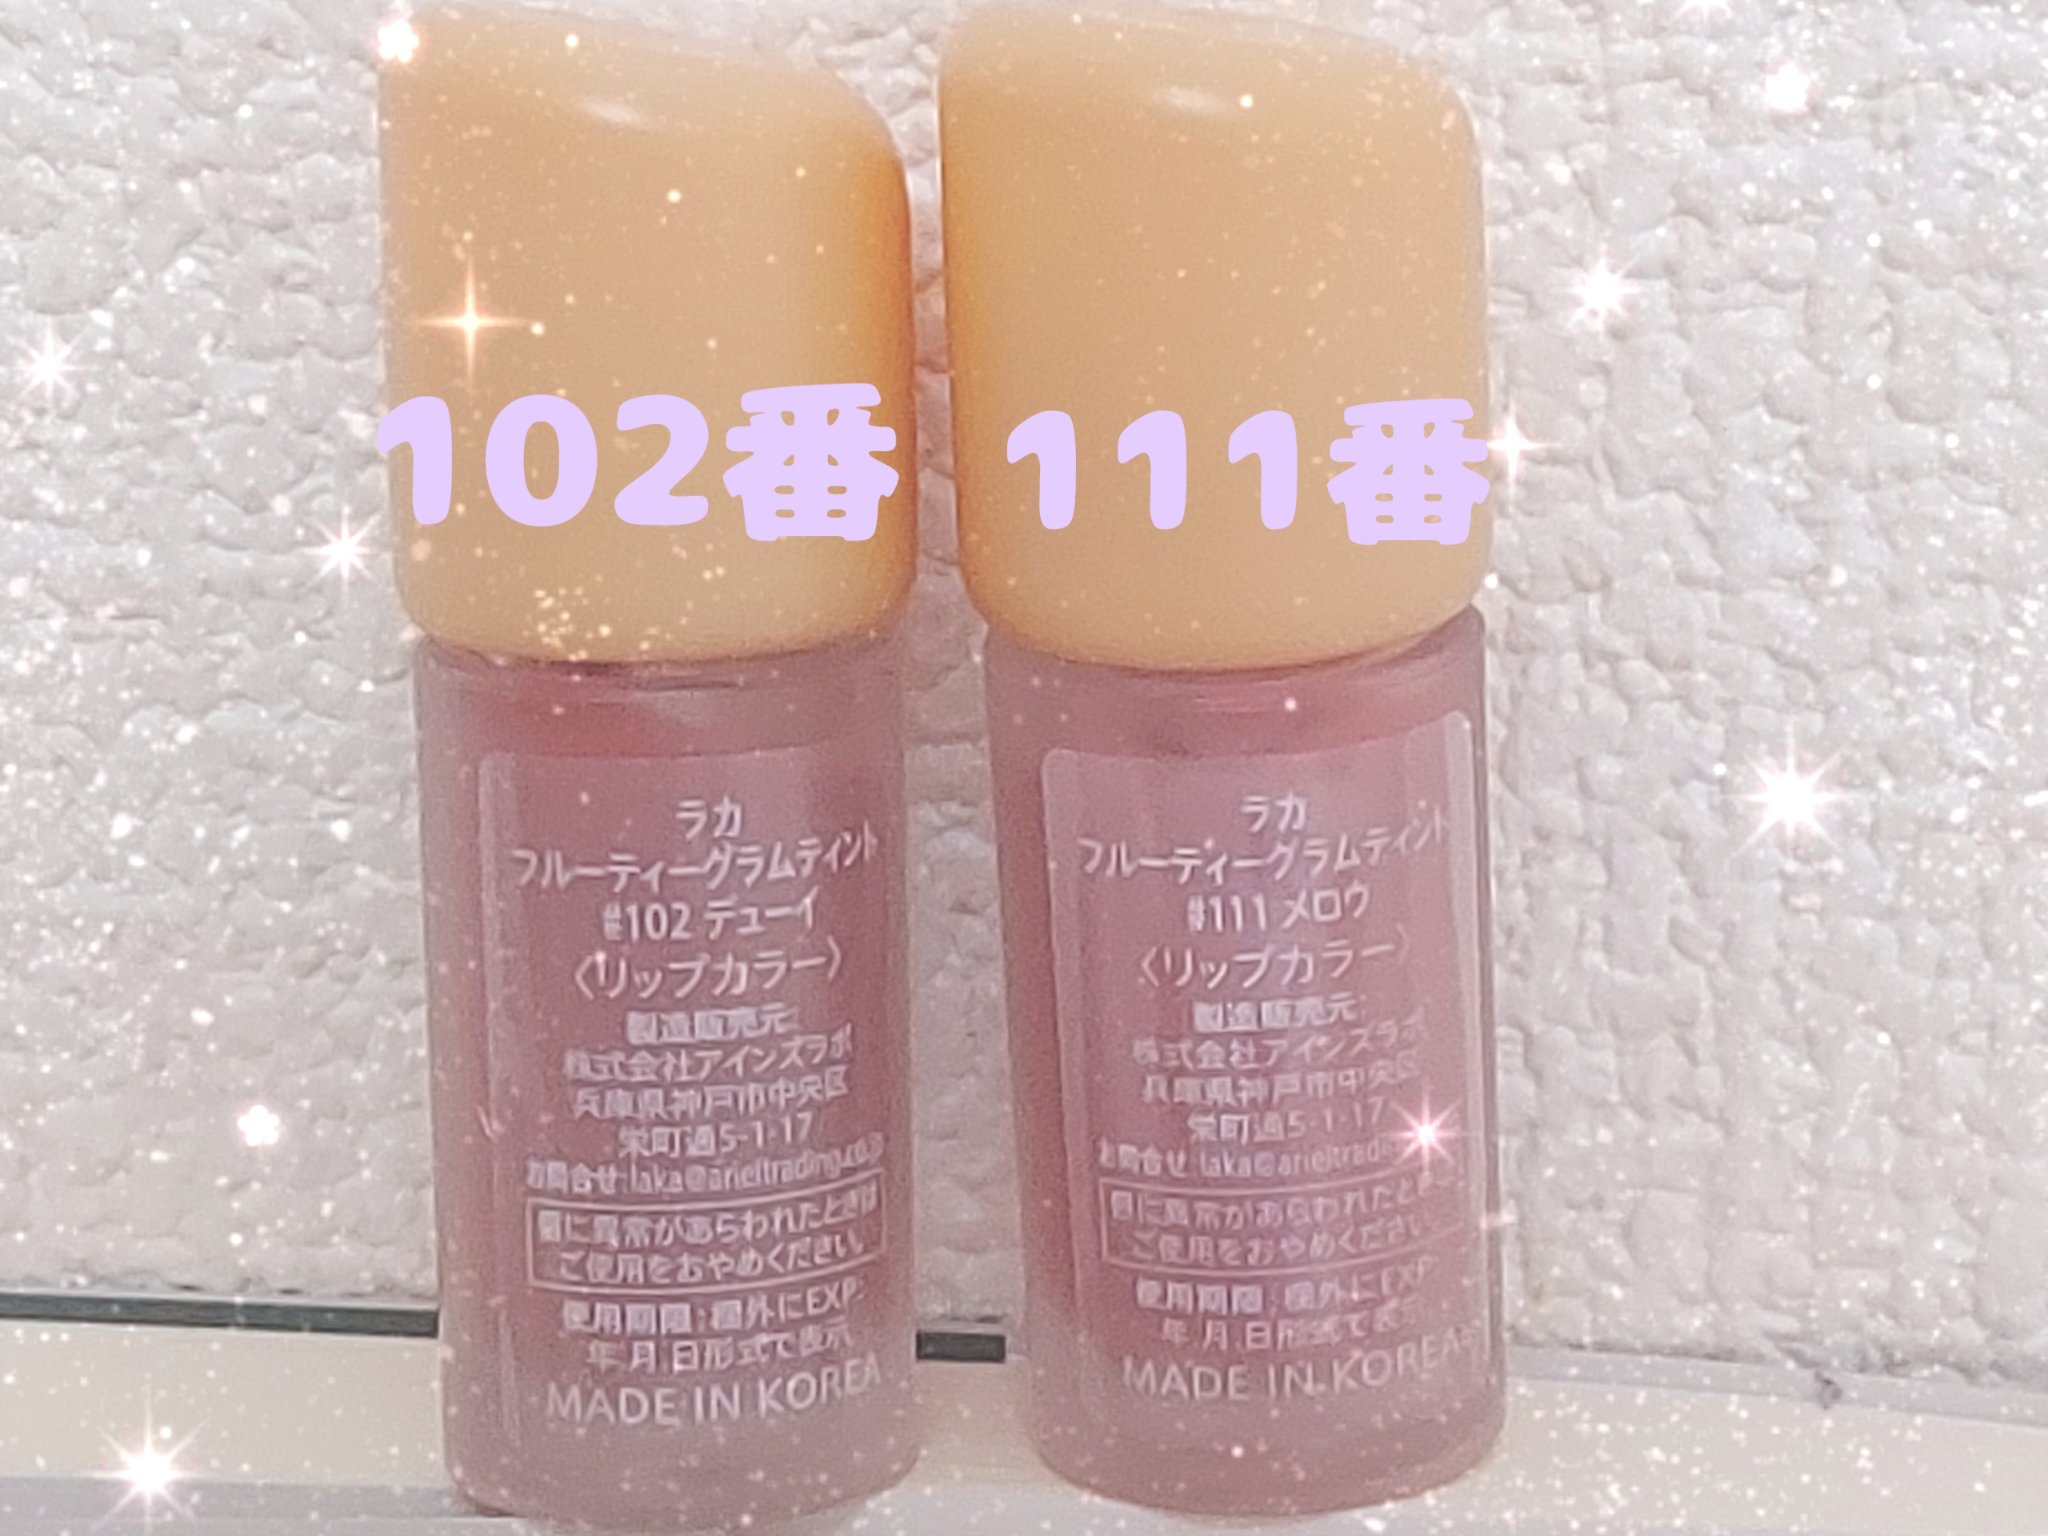 102番
111番
ラカ
フルーティーグラムティント
#102 デューイ
〈リップカラー〉
製造販売元:
株式会社アインズラボ
兵庫県神戸市中央区
栄町通5-1-17
お問合せ:laka@arieltrading.co.jp
唇に異常があらわれたときは
ご使用をおやめください。
使用期限:欄外にEXP:
年.月.日形式で表示
MADE IN KOREA
ラカ
フルーティーグラムティント
#111 メロウ
〈リップカラー〉
製造販売元:
株式会社アインズラボ
兵庫県神戸市中央区
栄町通5-1-17
お問合せ:laka@arieltrading
唇に異常があらわれたときは
ご使用をおやめください
使用期限:欄外にEXP:
年.月.日形式で表示
MADE IN KOREA